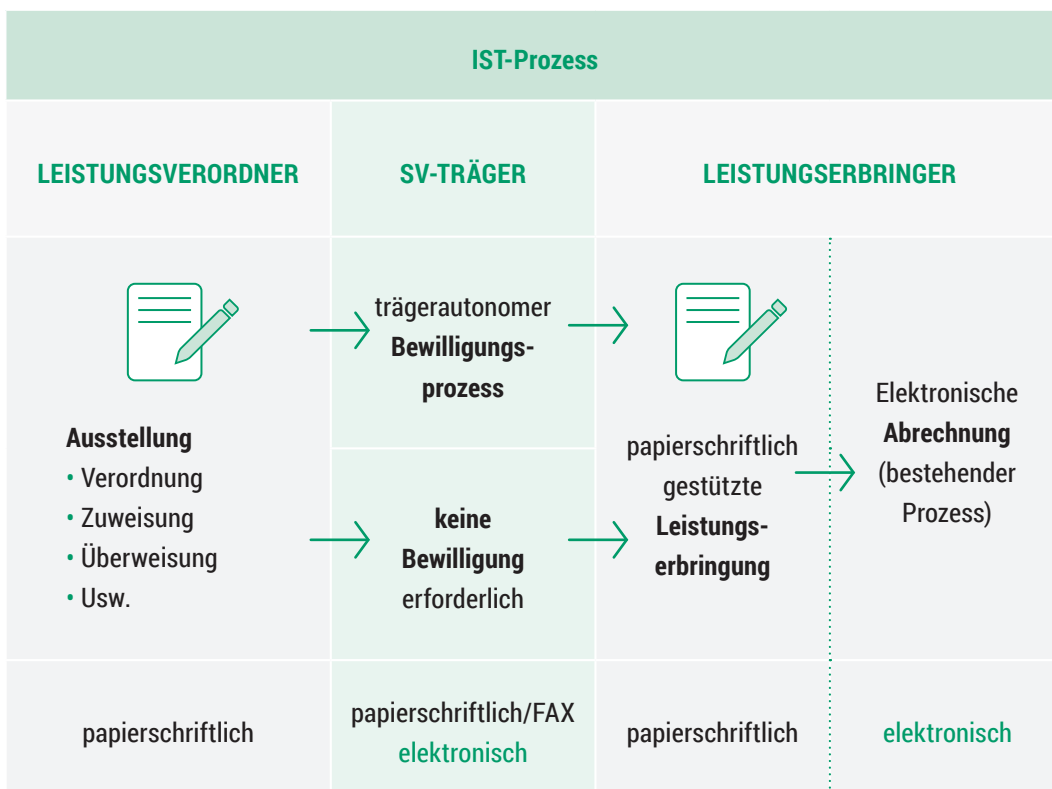 IST-Prozess
LEISTUNGSVERORDNER
SV-TRÄGER
LEISTUNGSERBRINGER
Ausstellung
• Verordnung
• Zuweisung
• Überweisung
• Usw.
trägerautonomer
Bewilligungs-
prozess
keine
Bewilligung
erforderlich
papierschriftlich
gestützte
Leistungs-
erbringung
Elektronische
Abrechnung
(bestehender
Prozess)
papierschriftlich
papierschriftlich/FAX
elektronisch
papierschriftlich
elektronisch